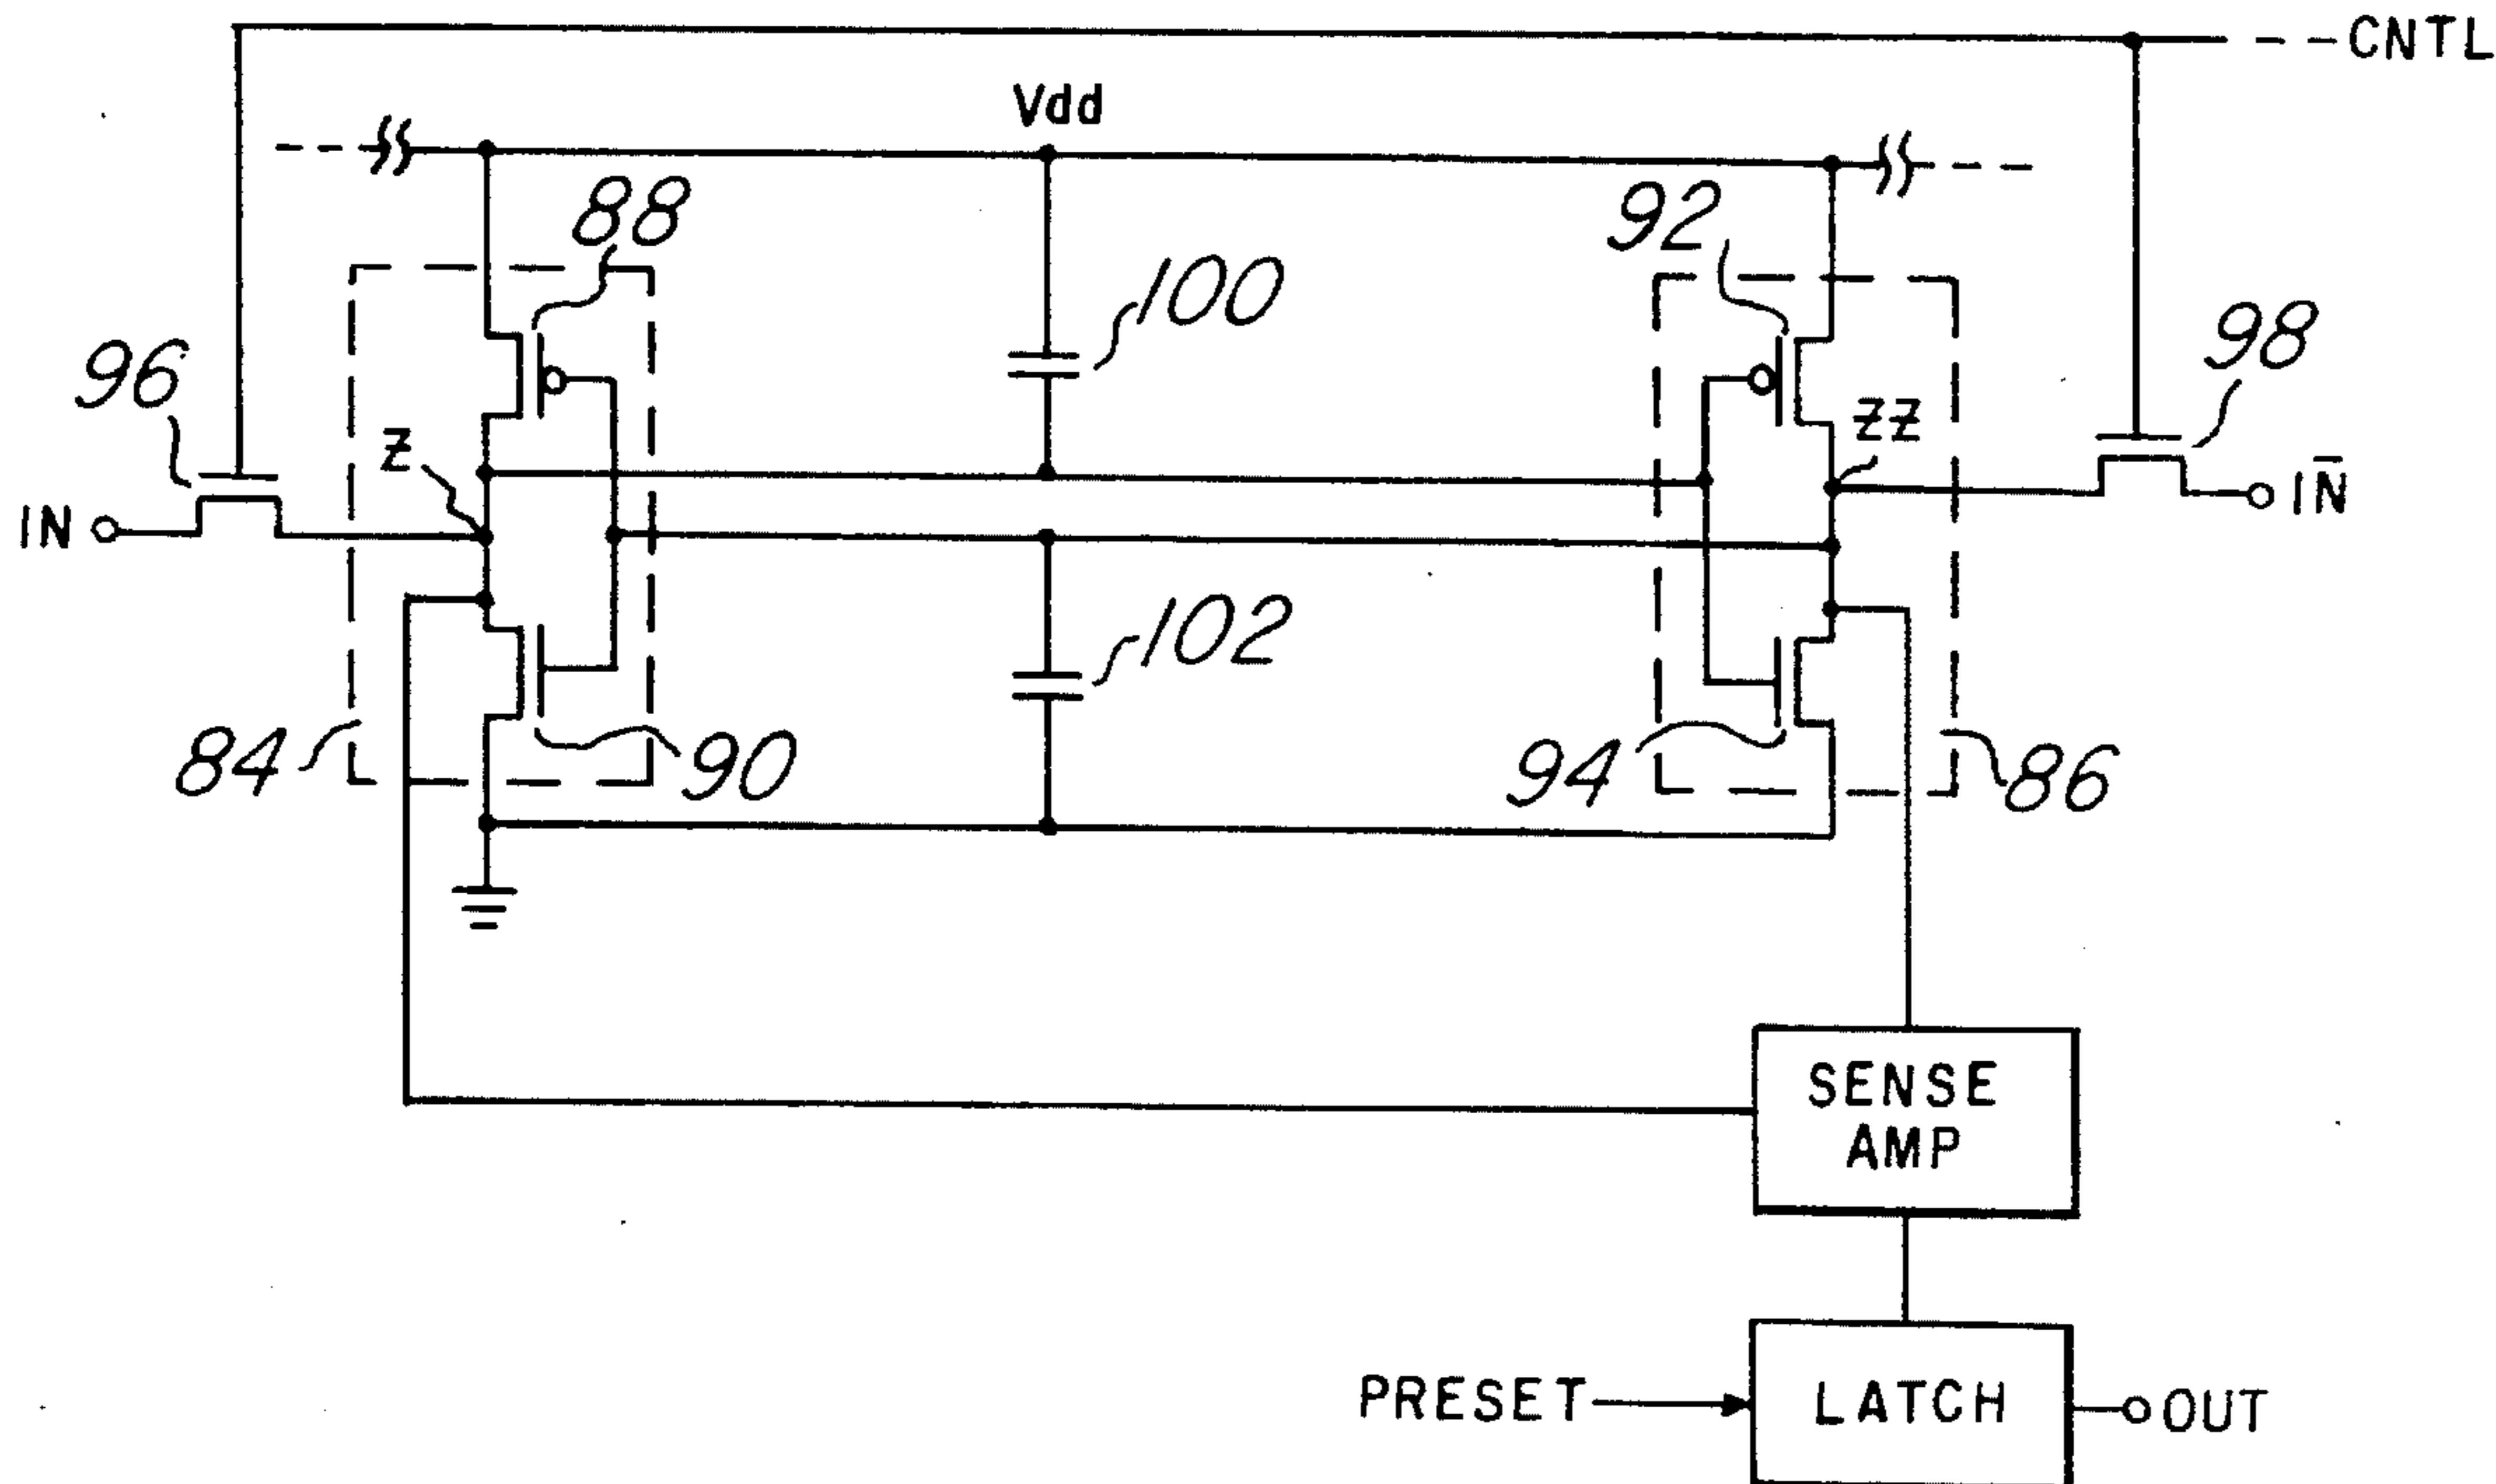 CNTL
Vdd
88
92
100
96
98
Z
ZZ
IN
IN̅
102
84
90
94
86
SENSE
AMP
PRESET
LATCH
OUT